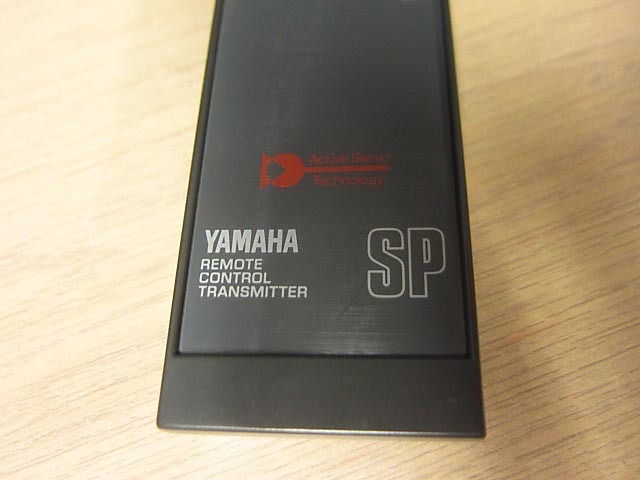 Active Servo
Technology
YAMAHA
REMOTE
CONTROL
TRANSMITTER
SP